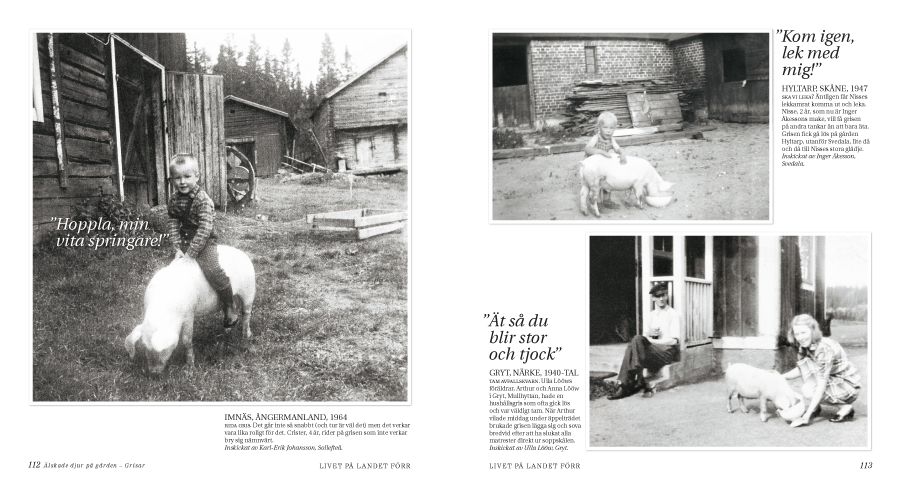 ”Hoppla, min
vita springare!”
IMNÄS, ÅNGERMANLAND, 1964
RIDA GRIS. Det går inte så snabbt (och tur är väl det) men det verkar
vara lika roligt för det. Crister, 4 år, rider på grisen som inte verkar
bry sig nämnvärt.
Inskickat av Karl-Erik Johansson, Sollefteå.
112 Älskade djur på gården – Grisar
LIVET PÅ LANDET FÖRR
”Kom igen,
lek med
mig!”
HYLTARP, SKÅNE, 1947
SKA VI LEKA? Äntligen får Nisses
lekkamrat komma ut och leka.
Nisse, 2 år, som nu är Inger
Åkessons make, vill få grisen
på andra tankar än att bara äta.
Grisen fick gå lös på gården
Hyltarp, utanför Svedala, lite då
och då till Nisses stora glädje.
Inskickat av Inger Åkesson,
Svedala.
”Ät så du
blir stor
och tjock”
GRYT, NÄRKE, 1940-TAL
TAM AVFALLSKVARN. Ulla Lööws
föräldrar, Arthur och Anna Lööw
i Gryt, Mullhyttan, hade en
hushållsgris som ofta gick lös
och var väldigt tam. När Arthur
vilade middag under äppelträdet
brukade grisen lägga sig och sova
bredvid efter att ha slukat alla
matrester direkt ur soppskålen.
Inskickat av Ulla Lööw, Gryt.
LIVET PÅ LANDET FÖRR
113